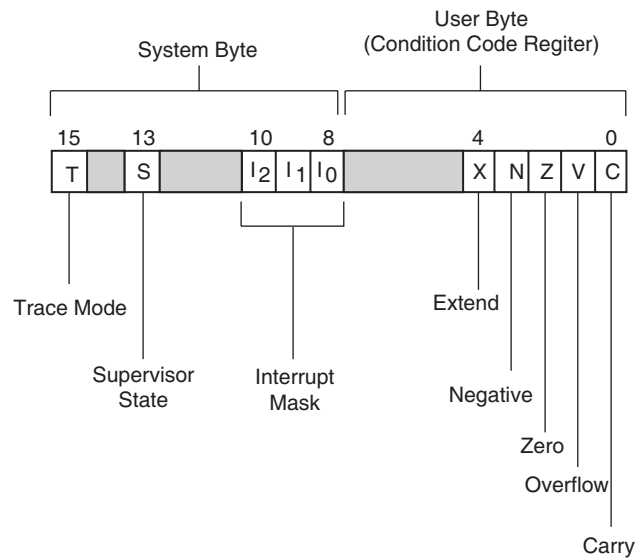 User Byte
(Condition Code Regiter)
System Byte
15 13 10 8 4 0
T S I2 I1 I0 X N Z V C
Trace Mode
Extend
Supervisor
State
Interrupt
Mask
Negative
Zero
Overflow
Carry